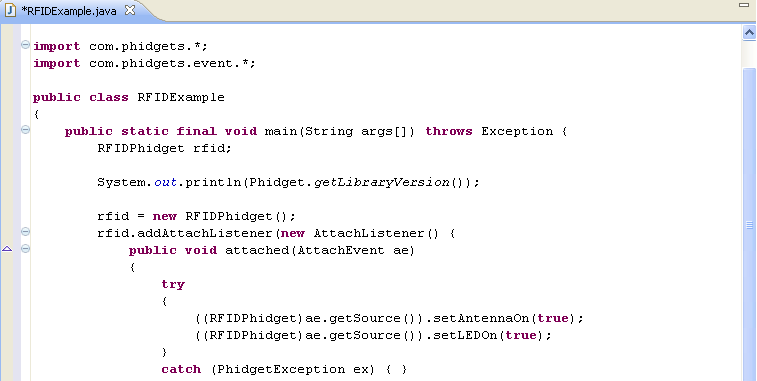 *RFIDExample.java
import com.phidgets.*;
import com.phidgets.event.*;
public class RFIDExample
{
    public static final void main(String args[]) throws Exception {
        RFIDPhidget rfid;
        System.out.println(Phidget.getLibraryVersion());
        rfid = new RFIDPhidget();
        rfid.addAttachListener(new AttachListener() {
            public void attached(AttachEvent ae)
            {
                try
                {
                    ((RFIDPhidget)ae.getSource()).setAntennaOn(true);
                    ((RFIDPhidget)ae.getSource()).setLEDOn(true);
                }
                catch (PhidgetException ex) { }